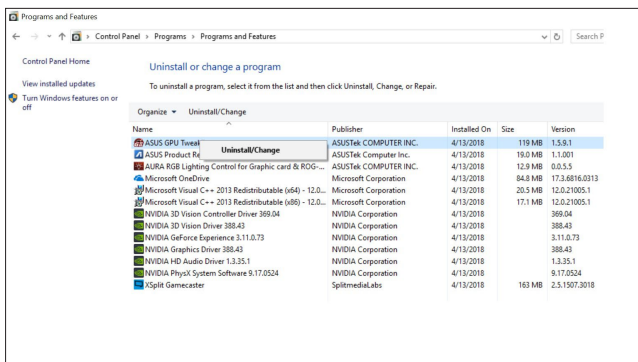 Programs and Features
Control Panel > Programs > Programs and Features
Search P
Control Panel Home
View installed updates
Turn Windows features on or off
Uninstall or change a program
To uninstall a program, select it from the list and then click Uninstall, Change, or Repair.
Organize Uninstall/Change
Name Publisher Installed On Size Version
ASUS GPU Tweak ASUSTek COMPUTER INC. 4/13/2018 119 MB 1.5.9.1
Uninstall/Change
ASUS Product Re ASUSTek Computer Inc. 4/13/2018 19.0 MB 1.1.001
AURA RGB Lighting Control for Graphic card & ROG-... ASUSTek COMPUTER INC. 4/13/2018 12.9 MB 0.0.5.5
Microsoft OneDrive Microsoft Corporation 4/13/2018 84.8 MB 17.3.6816.0313
Microsoft Visual C++ 2013 Redistributable (x64) - 12.0... Microsoft Corporation 4/13/2018 20.5 MB 12.0.21005.1
Microsoft Visual C++ 2013 Redistributable (x86) - 12.0... Microsoft Corporation 4/13/2018 17.1 MB 12.0.21005.1
NVIDIA 3D Vision Controller Driver 369.04 NVIDIA Corporation 4/13/2018 369.04
NVIDIA 3D Vision Driver 388.43 NVIDIA Corporation 4/13/2018 388.43
NVIDIA GeForce Experience 3.11.0.73 NVIDIA Corporation 4/13/2018 3.11.0.73
NVIDIA Graphics Driver 388.43 NVIDIA Corporation 4/13/2018 388.43
NVIDIA HD Audio Driver 1.3.35.1 NVIDIA Corporation 4/13/2018 1.3.35.1
NVIDIA PhysX System Software 9.17.0524 NVIDIA Corporation 4/13/2018 9.17.0524
XSplit Gamecaster SplitmediaLabs 4/13/2018 163 MB 2.5.1507.3018